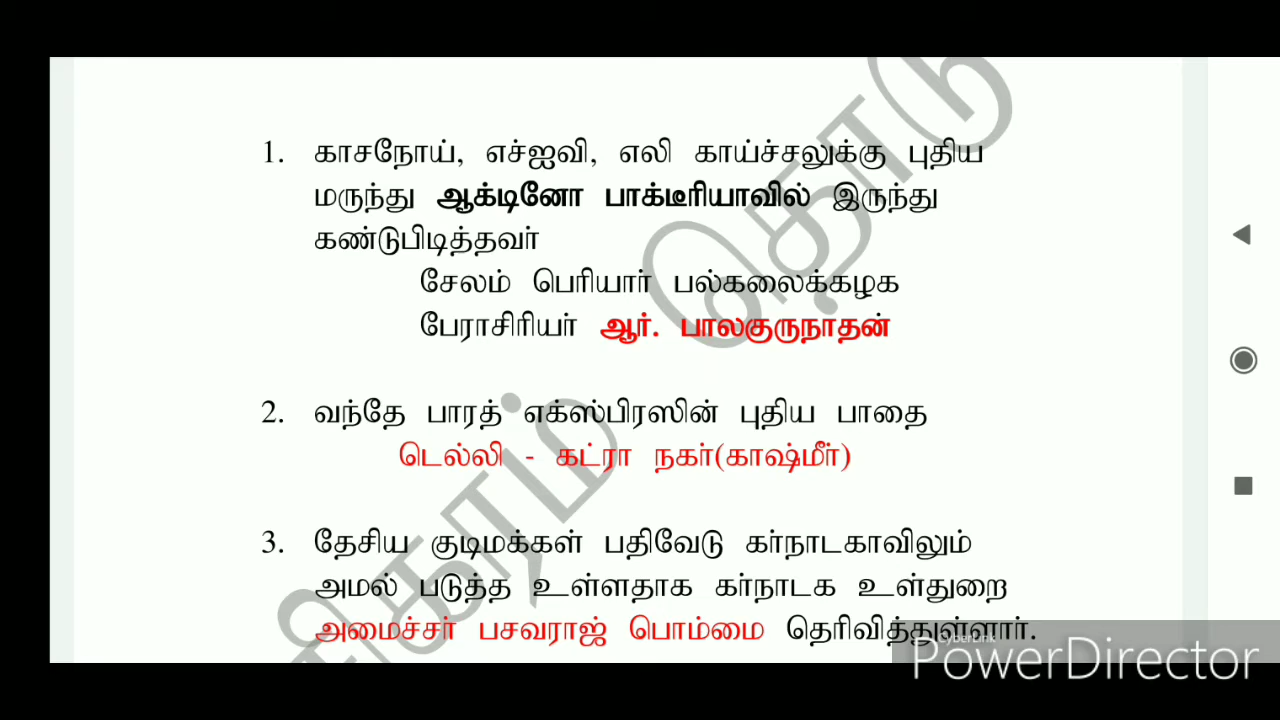 1. காசநோய், எச்ஐவி, எலி காய்ச்சலுக்கு புதிய
மருந்து ஆக்டினோ பாக்டீரியாவில் இருந்து
கண்டுபிடித்தவர்
சேலம் பெரியார் பல்கலைக்கழக
பேராசிரியர் ஆர். பாலகுருநாதன்
2. வந்தே பாரத் எக்ஸ்பிரஸின் புதிய பாதை
டெல்லி - கட்ரா நகர்(காஷ்மீர்)
3. தேசிய குடிமக்கள் பதிவேடு கர்நாடகாவிலும்
அமல் படுத்த உள்ளதாக கர்நாடக உள்துறை
அமைச்சர் பசவராஜ் பொம்மை தெரிவித்துள்ளார்.
CyberLink
PowerDirector